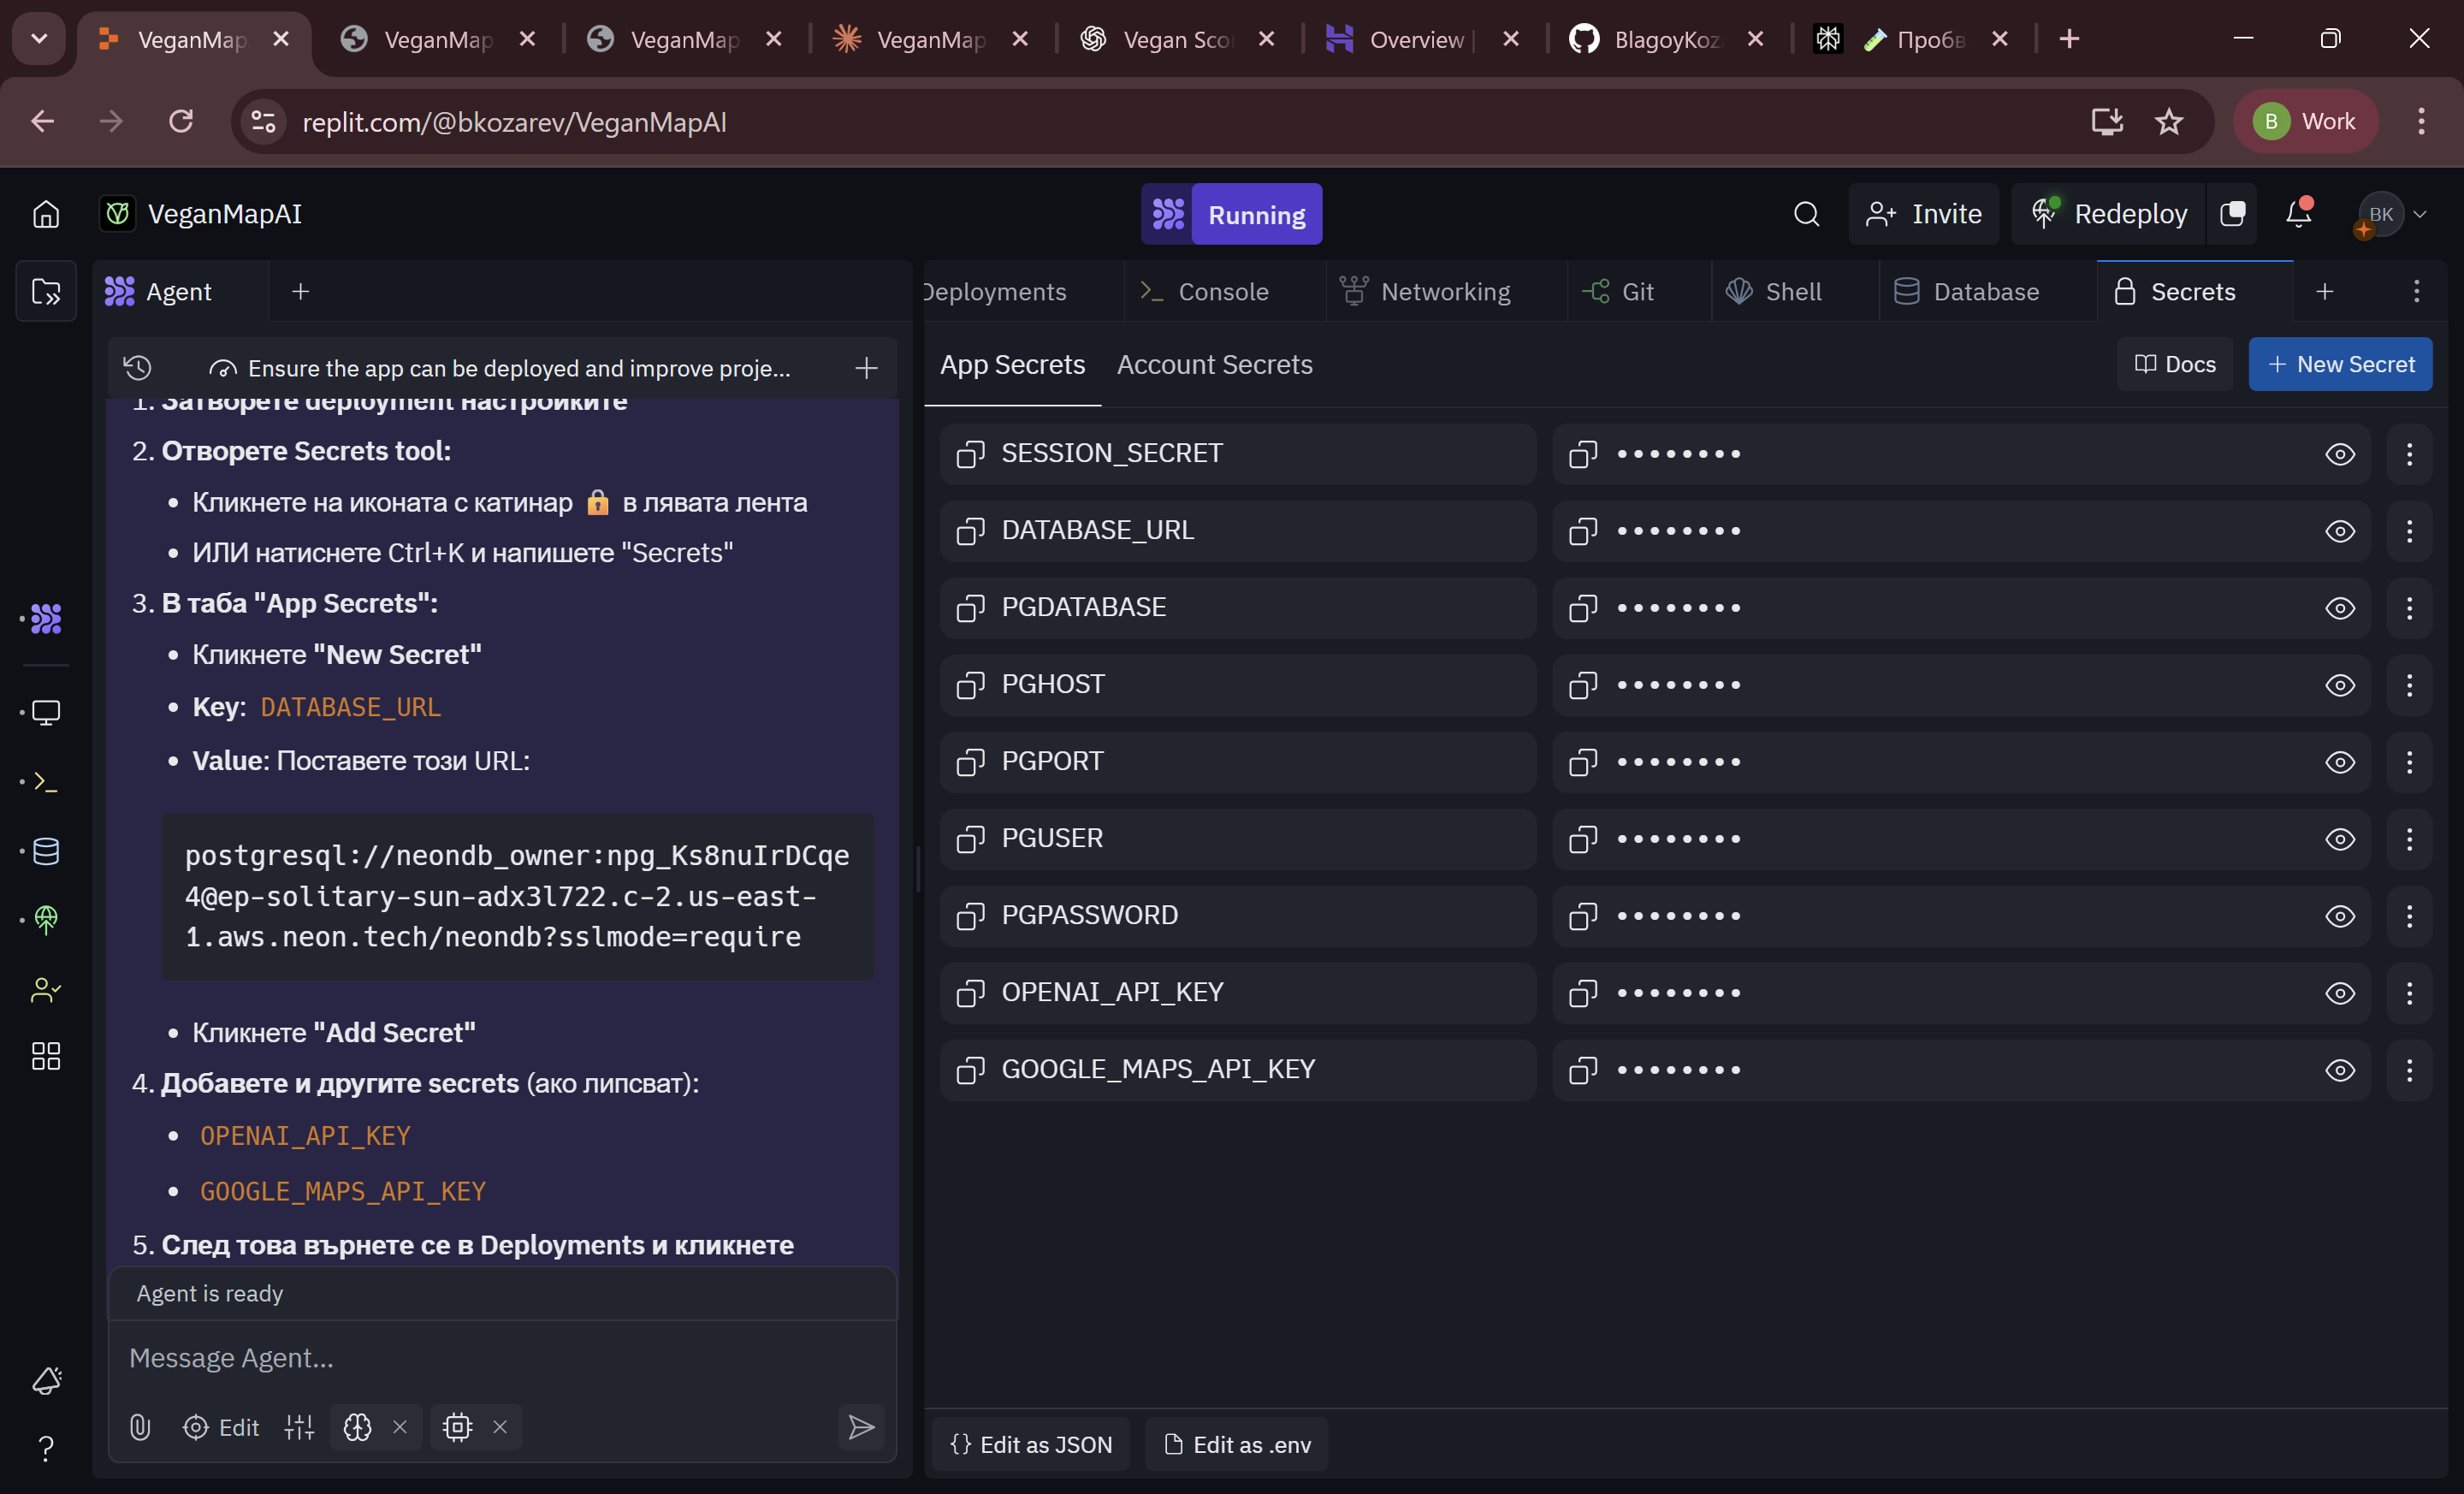 VeganMap
VeganMap
VeganMap
VeganMap
Vegan Sco
Overview
BlagoyKoz
Пробв
replit.com/@bkozarev/VeganMapAI
B
Work
VeganMapAI
Running
Invite
Redeploy
BK
Agent
Deployments
Console
Networking
Git
Shell
Database
Secrets
Ensure the app can be deployed and improve proje...
1. Затворете deployment настройките
2. Отворете Secrets tool:
• Кликнете на иконата с катинар 🔒 в лявата лента
• ИЛИ натиснете Ctrl+K и напишете "Secrets"
3. В таба "App Secrets":
• Кликнете "New Secret"
• Key: DATABASE_URL
• Value: Поставете този URL:
postgresql://neondb_owner:npg_Ks8nuIrDCqe
4@ep-solitary-sun-adx3l722.c-2.us-east-
1.aws.neon.tech/neondb?sslmode=require
• Кликнете "Add Secret"
4. Добавете и другите secrets (ако липсват):
• OPENAI_API_KEY
• GOOGLE_MAPS_API_KEY
5. След това върнете се в Deployments и кликнете
Agent is ready
Message Agent...
Edit
App Secrets
Account Secrets
Docs
New Secret
SESSION_SECRET
DATABASE_URL
PGDATABASE
PGHOST
PGPORT
PGUSER
PGPASSWORD
OPENAI_API_KEY
GOOGLE_MAPS_API_KEY
{} Edit as JSON
Edit as .env